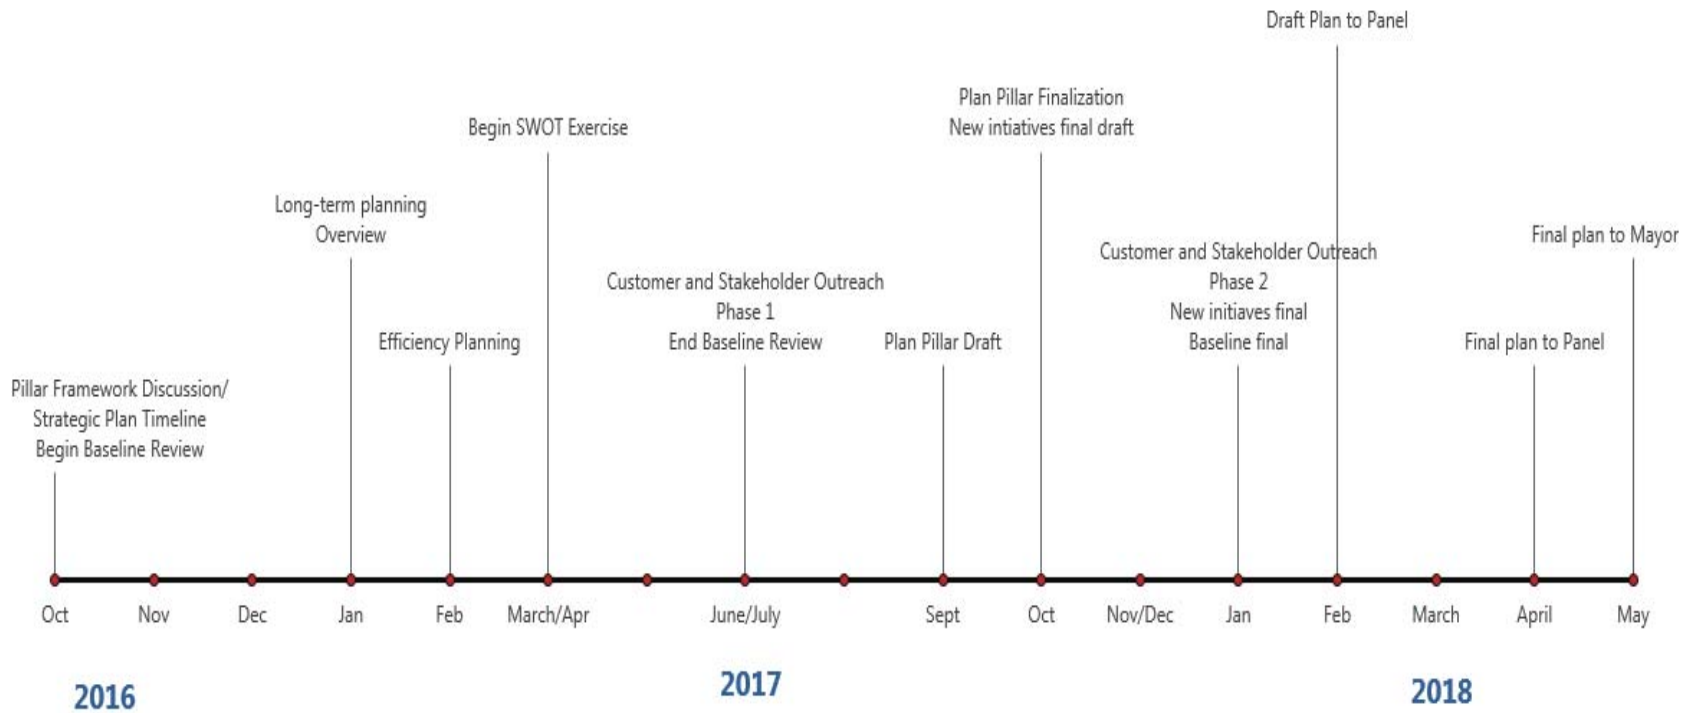 Draft Plan to Panel
Plan Pillar Finalization
New intiatives final draft
Begin SWOT Exercise
Long-term planning
Overview
Final plan to Mayor
Customer and Stakeholder Outreach
Phase 2
New initiaves final
Baseline final
Customer and Stakeholder Outreach
Phase 1
End Baseline Review
Efficiency Planning
Plan Pillar Draft
Final plan to Panel
Pillar Framework Discussion/
Strategic Plan Timeline
Begin Baseline Review
Oct Nov Dec Jan Feb March/Apr June/July Sept Oct Nov/Dec Jan Feb March April May
2016 2017 2018